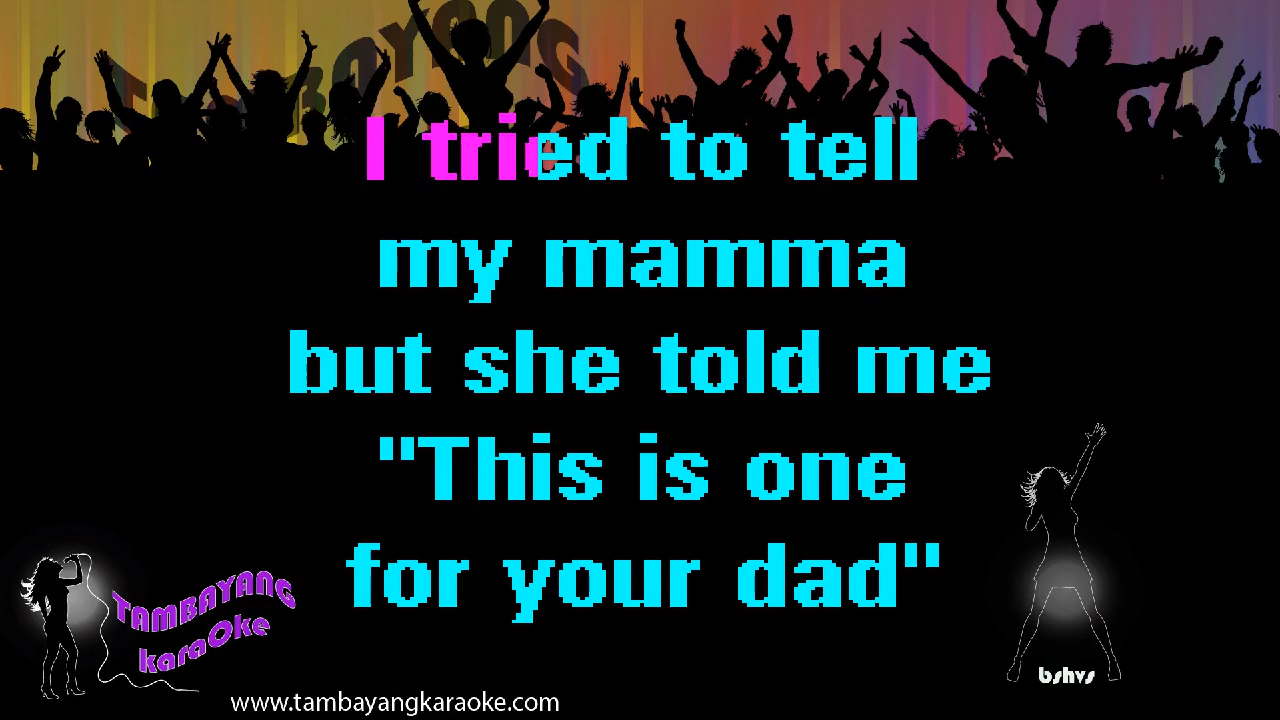 TAMBAYANG
I tried to tell
my mamma
but she told me
"This is one
for your dad"
TAMBAYANG
karaOke
bshvs
www.tambayangkaraoke.com